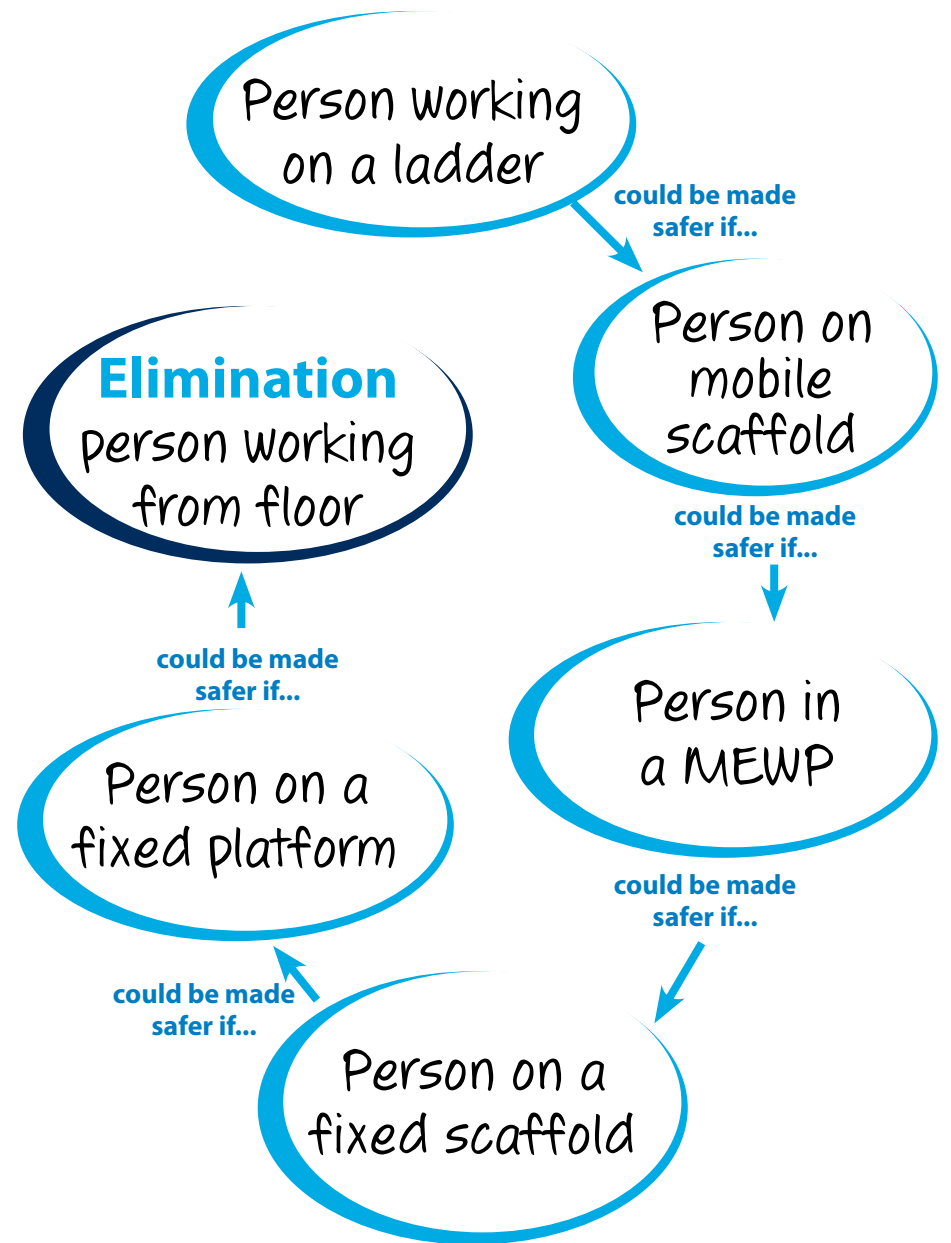 Person working
on a ladder
could be made
safer if...
Person on
mobile
scaffold
could be made
safer if...
Person in
a MEWP
could be made
safer if...
Person on a
fixed scaffold
could be made
safer if...
Person on a
fixed platform
could be made
safer if...
Elimination
person working
from floor